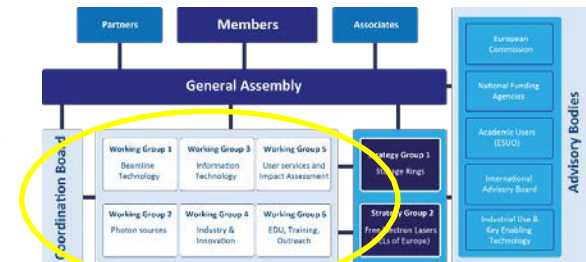 Partners
Members
Associates
General Assembly
Coordination Board
Working Group 1
Beamline
Technology
Working Group 3
Information
Technology
Working Group 5
User services and
Impact Assessment
Working Group 2
Photon sources
Working Group 4
Industry &
Innovation
Working Group 6
EDU, Training,
Outreach
Strategy Group 1
Storage Rings
Strategy Group 2
Free Electron Lasers
(FELs of Europe)
European
Commission
National Funding
Agencies
Academic Users
(ESUO)
International
Advisory Board
Industrial Use &
Key Enabling
Technology
Advisory Bodies